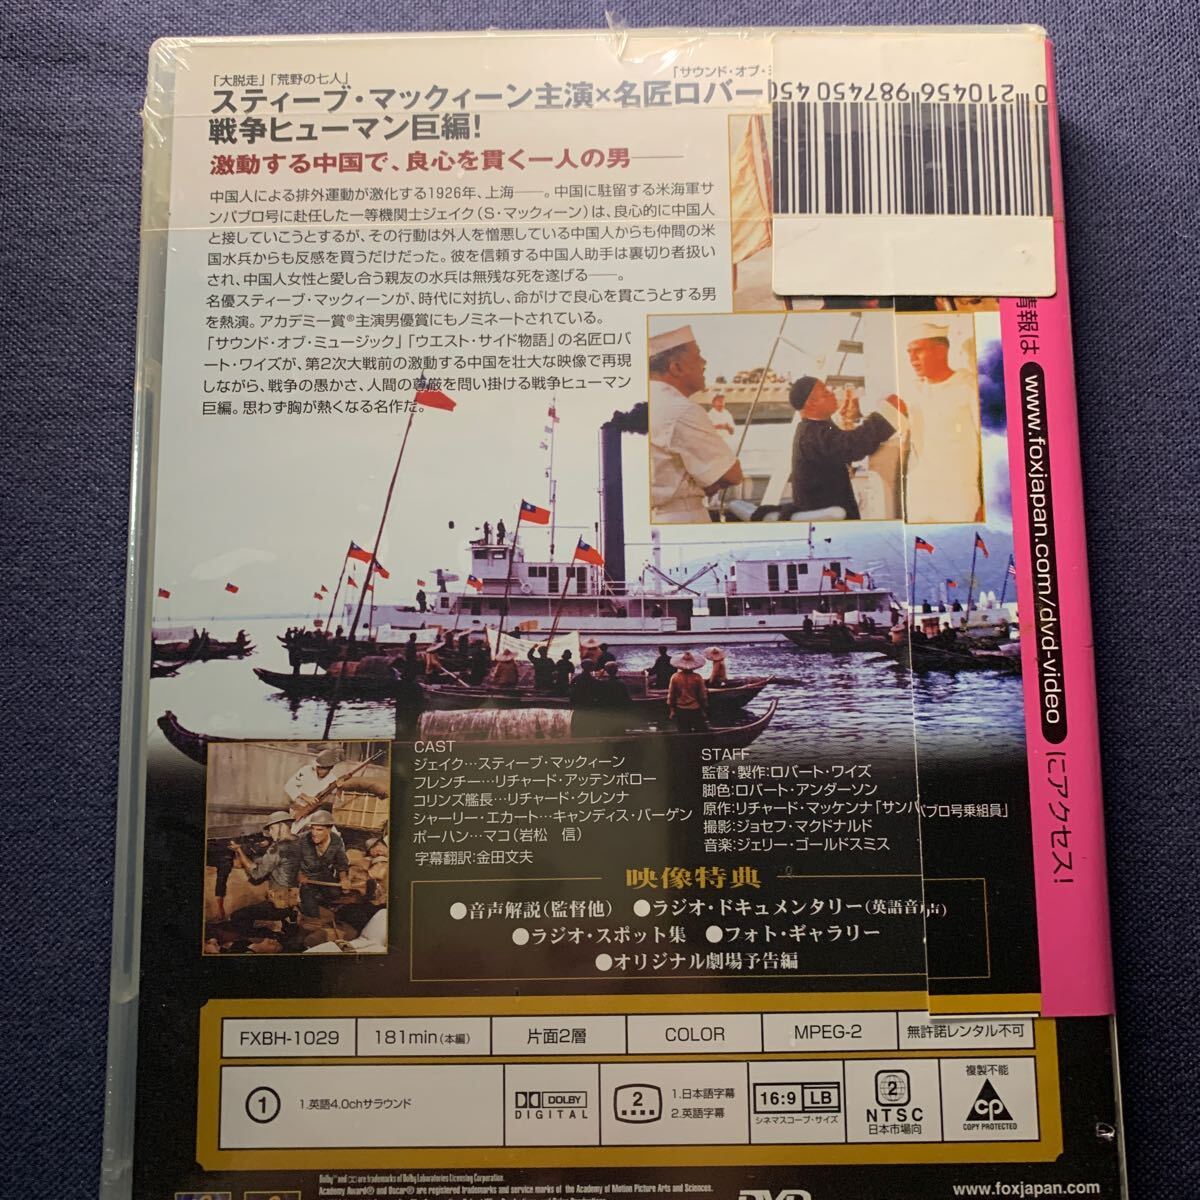 「大脱走」「荒野の七人」
「サウンド・オブ・
スティーブ・マックィーン主演×名匠ロバー
戦争ヒューマン巨編!
激動する中国で、良心を貫く一人の男――
中国人による排外運動が激化する1926年、上海――。中国に駐留する米海軍サ
ンパブロ号に赴任した一等機関士ジェイク(S・マックィーン)は、良心的に中国人
と接していこうとするが、その行動は外人を憎悪している中国人からも仲間の米
国水兵からも反感を買うだけだった。彼を信頼する中国人助手は裏切り者扱い
され、中国人女性と愛し合う親友の水兵は無残な死を遂げる――。
名優スティーブ・マックィーンが、時代に対抗し、命がけで良心を貫こうとする男
を熱演。アカデミー賞®主演男優賞にもノミネートされている。
「サウンド・オブ・ミュージック」「ウエスト・サイド物語」の名匠ロバ
ート・ワイズが、第2次大戦前の激動する中国を壮大な映像で再現
しながら、戦争の愚かさ、人間の尊厳を問い掛ける戦争ヒューマン
巨編。思わず胸が熱くなる名作だ。
0 210456 987450 450
情報は www.foxjapan.com/dvd-video にアクセス!
CAST
ジェイク…スティーブ・マックィーン
フレンチー…リチャード・アッテンボロー
コリンズ艦長…リチャード・クレンナ
シャーリー・エカート…キャンディス・バーゲン
ポーハン…マコ(岩松 信)
字幕翻訳:金田文夫
STAFF
監督・製作:ロバート・ワイズ
脚色:ロバート・アンダーソン
原作:リチャード・マッケンナ「サンパブロ号乗組員」
撮影:ジョセフ・マクドナルド
音楽:ジェリー・ゴールドスミス
映像特典
●音声解説(監督他) ●ラジオ・ドキュメンタリー(英語音声)
●ラジオ・スポット集 ●フォト・ギャラリー
●オリジナル劇場予告編
FXBH-1029 181min(本編) 片面2層 COLOR MPEG-2 無許諾レンタル不可
1 1.英語4.0chサラウンド
DOLBY
DIGITAL
2 1.日本語字幕
2.英語字幕
16:9 LB
シネマスコープ・サイズ
2
NTSC
日本市場向
複製不能
CP
COPY PROTECTED
Dolby and are trademarks of Dolby Laboratories Licensing Corporation.
Academy Award® and Oscar® are registered trademarks and service marks of the Academy of Motion Picture Arts and Sciences.
www.foxjapan.com